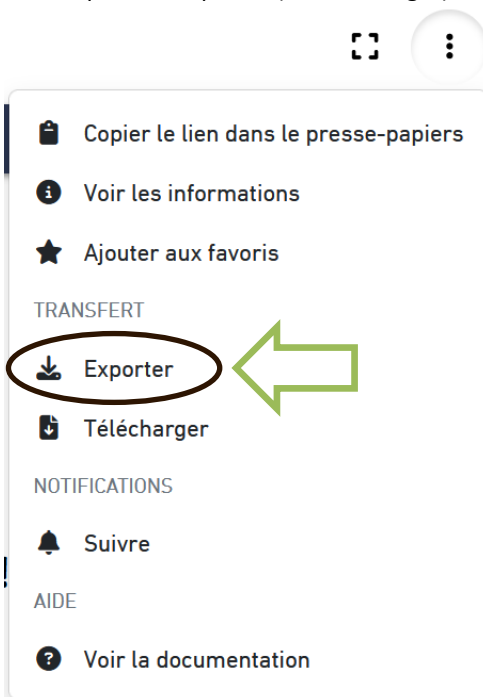 Copier le lien dans le presse-papiers
Voir les informations
Ajouter aux favoris
TRANSFERT
Exporter
Télécharger
NOTIFICATIONS
Suivre
AIDE
Voir la documentation